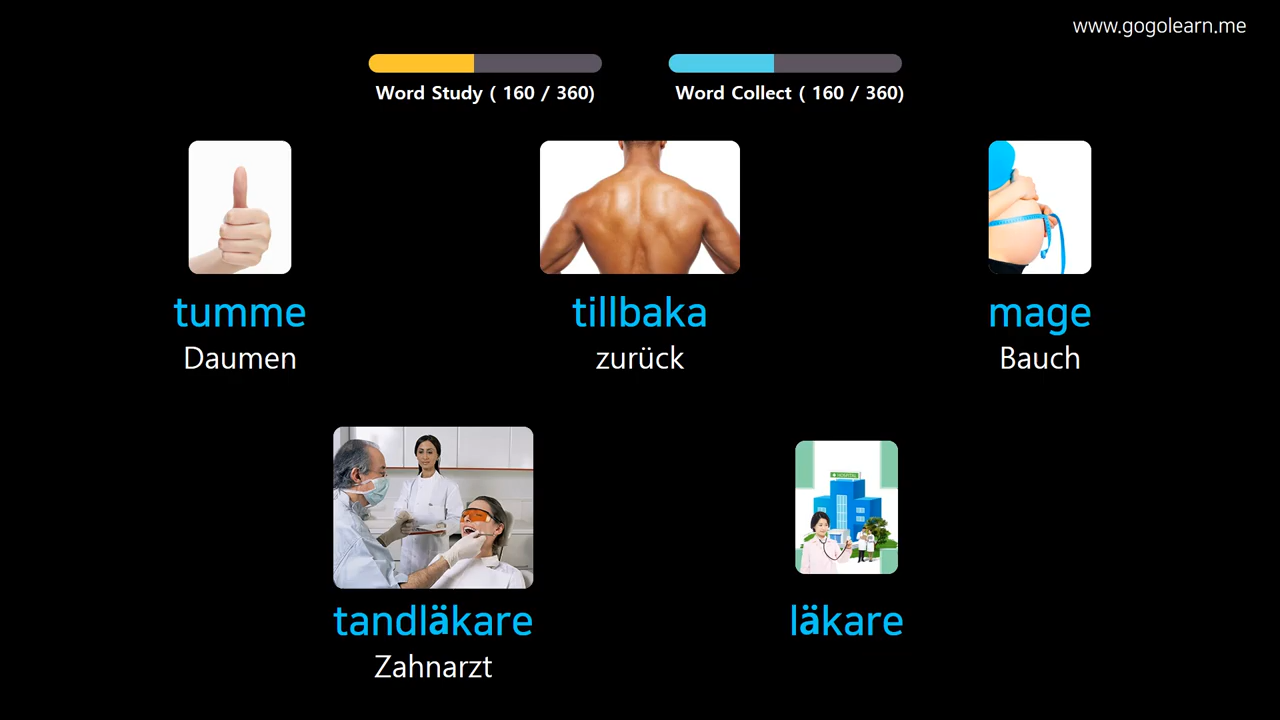 www.gogolearn.me
Word Study ( 160 / 360)
Word Collect ( 160 / 360)
tumme
Daumen
tillbaka
zurück
mage
Bauch
HOSPITAL
tandläkare
Zahnarzt
läkare